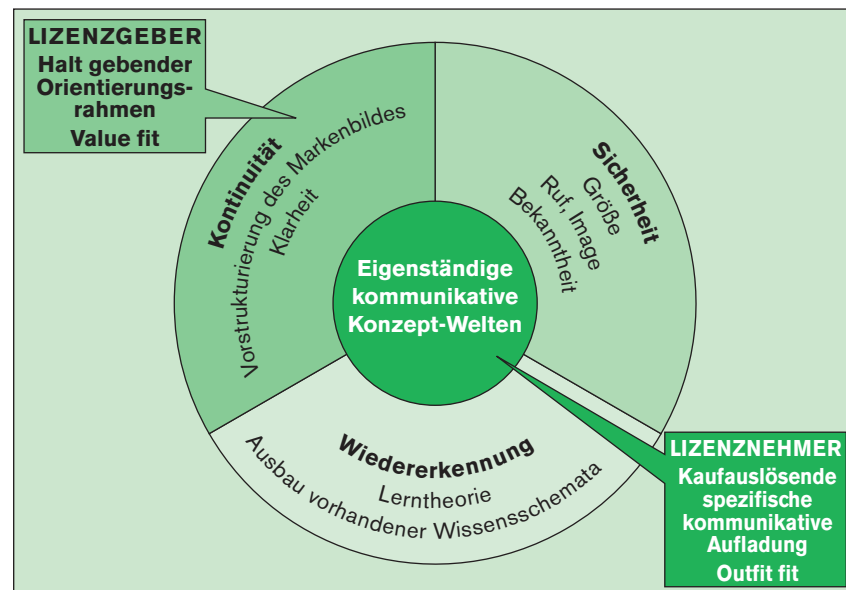 LIZENZGEBER
Halt gebender
Orientierungs-
rahmen
Value fit
Kontinuität
Vorstrukturierung des Markenbildes
Klarheit
Sicherheit
Größe
Ruf, Image
Bekanntheit
Eigenständige
kommunikative
Konzept-Welten
Wiedererkennung
Lerntheorie
Ausbau vorhandener Wissensschemata
LIZENZNEHMER
Kaufauslösende
spezifische
kommunikative
Aufladung
Outfit fit